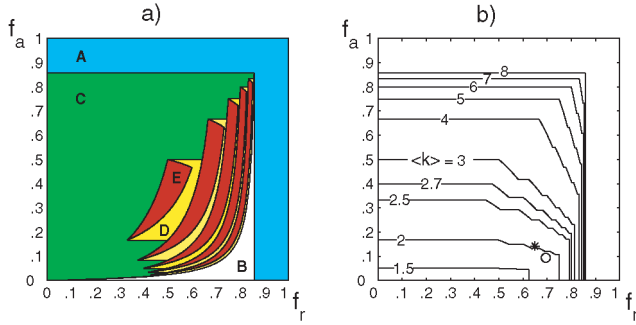 a)
b)
f_a
1
.9
.8
.7
.6
.5
.4
.3
.2
.1
0
A
C
E
D
B
0 .1 .2 .3 .4 .5 .6 .7 .8 .9 1
f_r
f_a
1
.9
.8
.7
.6
.5
.4
.3
.2
.1
0
8
7
6
5
4
<k> = 3
2.7
2.5
2
*
1.5
0 .1 .2 .3 .4 .5 .6 .7 .8 .9 1
f_r